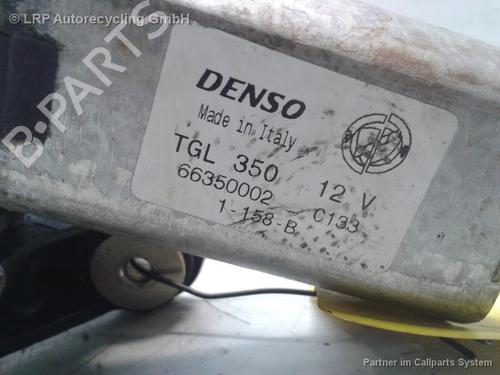 © LRP Autorecycling GmbH
B-PARTS
DENSO
Made in Italy
TGL 350 12 V
66350002 C133
1-158-B
Partner im Callparts System